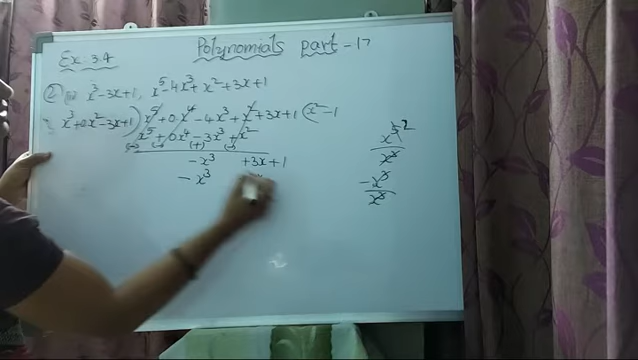 Ex 3.4 Polynomials part - 17
② x³-3x+1, x⁵-4x³+x²+3x+1
x³+0x²-3x+1) x⁵+0x⁴-4x³+x²+3x+1 (x²-1
x⁵+0x⁴-3x³+x²
(-) (-) (+) (-)
-x³ +3x+1
-x³
x⁵ 2
x³
-x³
x³